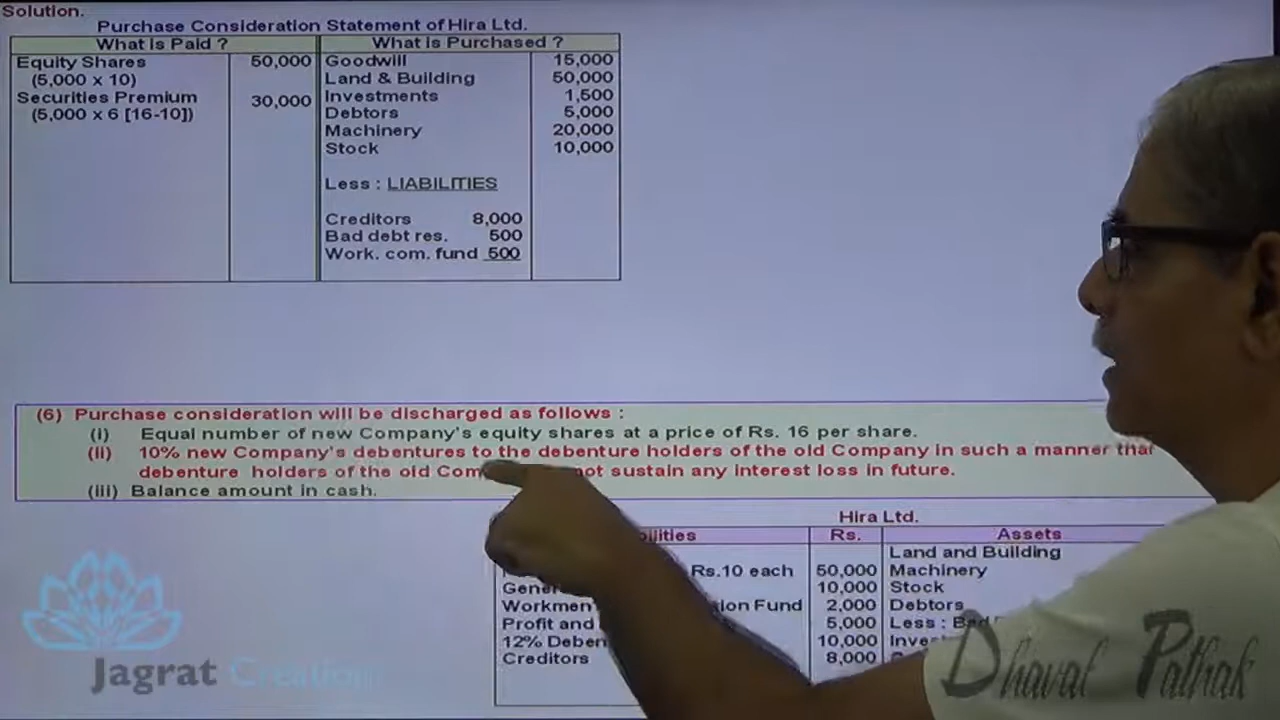 Solution.
Purchase Consideration Statement of Hira Ltd.
What is Paid ? What is Purchased ?
Equity Shares 50,000 Goodwill 15,000
(5,000 x 10) Land & Building 50,000
Securities Premium 30,000 Investments 1,500
(5,000 x 6 [16-10]) Debtors 5,000
Machinery 20,000
Stock 10,000
Less : LIABILITIES
Creditors 8,000
Bad debt res. 500
Work. com. fund 500
(6) Purchase consideration will be discharged as follows :
(i) Equal number of new Company's equity shares at a price of Rs. 16 per share.
(ii) 10% new Company's debentures to the debenture holders of the old Company in such a manner that
debenture holders of the old not sustain any interest loss in future.
(iii) Balance amount in cash.
Hira Ltd.
Rs. Assets
Land and Building
Rs.10 each 50,000 Machinery
10,000 Stock
Workmen Fund 2,000 Debtors
Profit and 5,000 Less :
12% 10,000
Creditors 8,000
Jagrat Creation
Dhaval Pathak